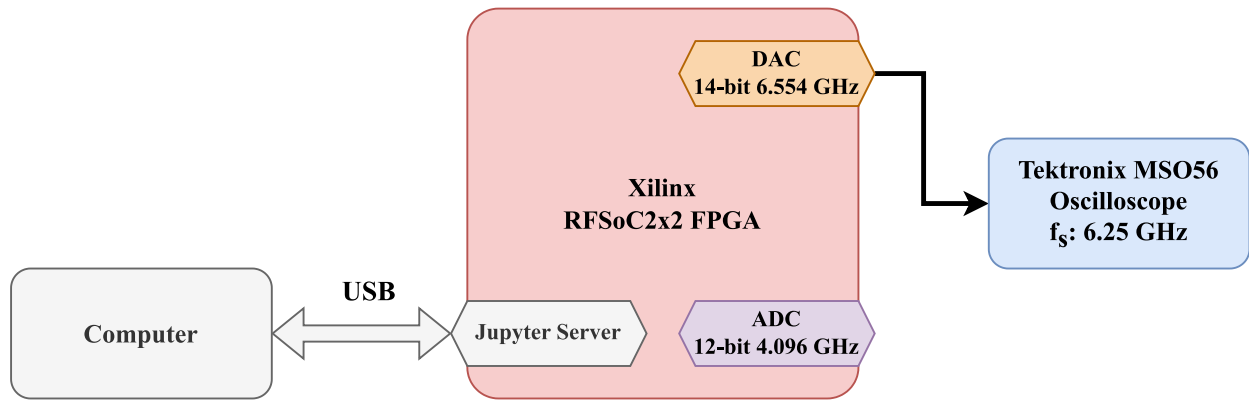 DAC
14-bit 6.554 GHz
Tektronix MSO56
Oscilloscope
fs: 6.25 GHz
Xilinx
RFSoC2x2 FPGA
USB
Computer
Jupyter Server
ADC
12-bit 4.096 GHz